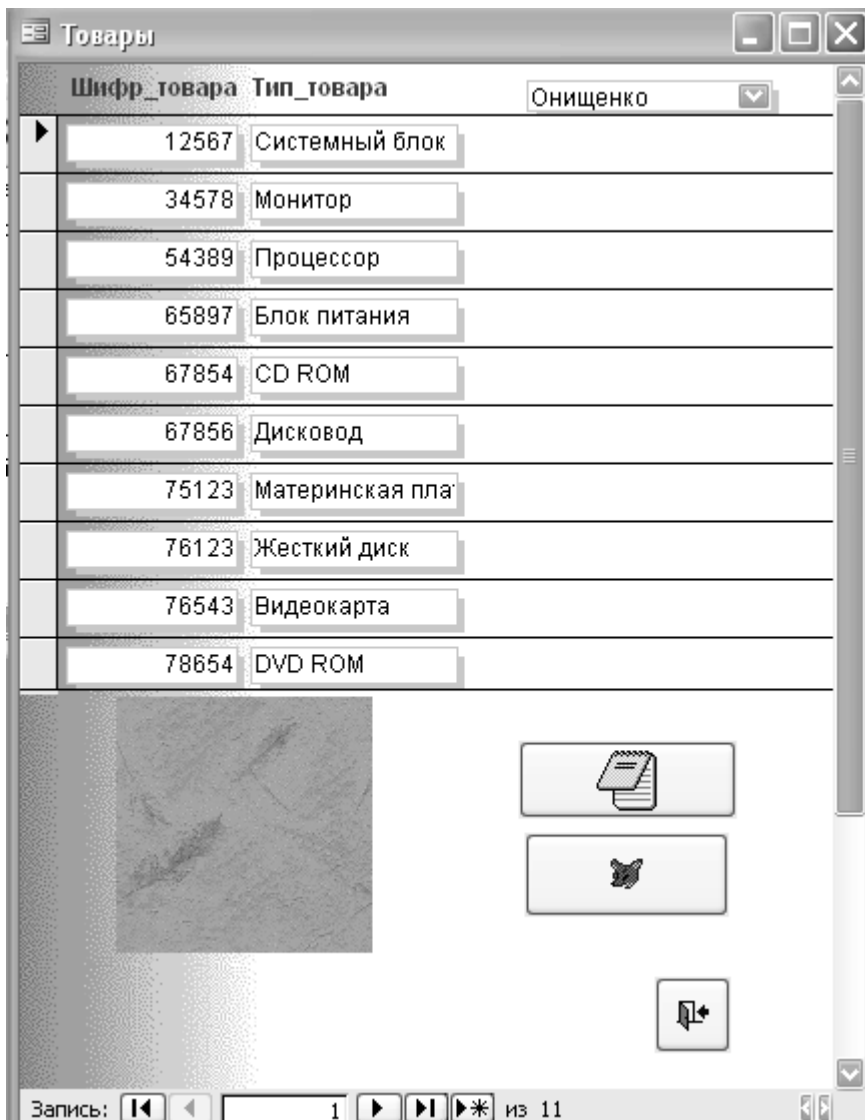 Товары
Шифр_товара Тип_товара Онищенко
12567 Системный блок
34578 Монитор
54389 Процессор
65897 Блок питания
67854 CD ROM
67856 Дисковод
75123 Материнская пла
76123 Жесткий диск
76543 Видеокарта
78654 DVD ROM
Запись: 1 из 11